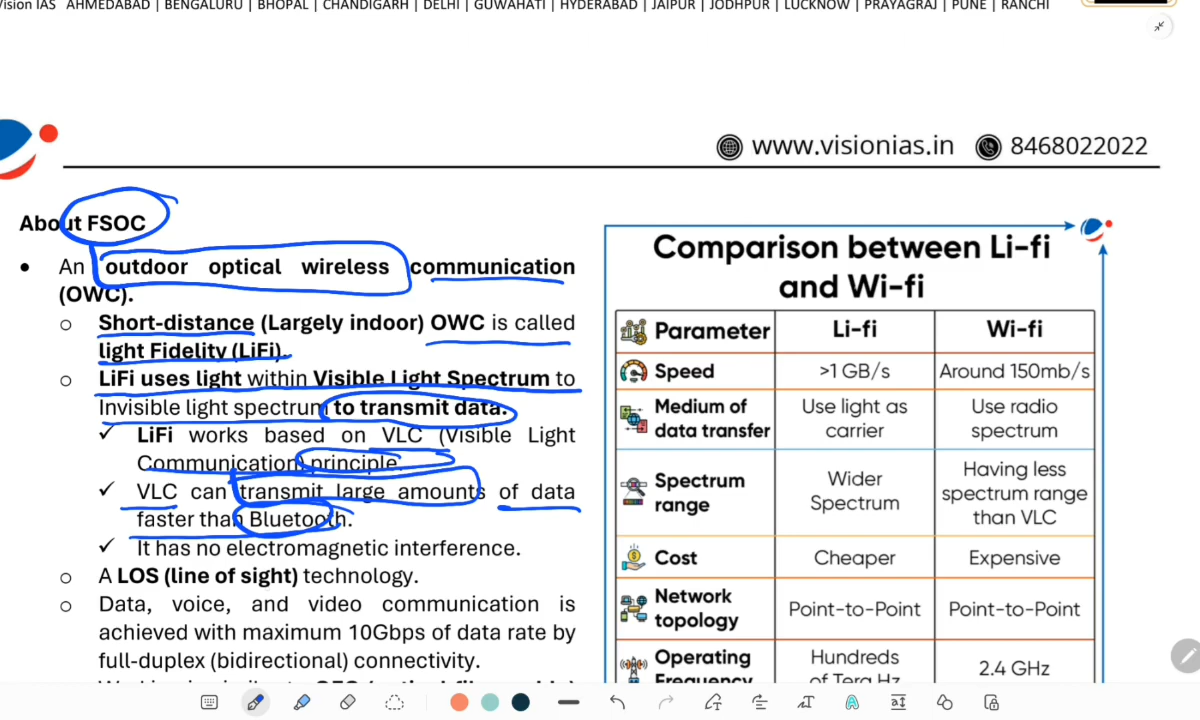 Vision IAS AHMEDABAD | BENGALURU | BHOPAL | CHANDIGARH | DELHI | GUWAHATI | HYDERABAD | JAIPUR | JODHPUR | LUCKNOW | PRAYAGRAJ | PUNE | RANCHI
www.visionias.in 8468022022
About FSOC
• An outdoor optical wireless communication
(OWC).
o Short-distance (Largely indoor) OWC is called
light Fidelity (LiFi).
o LiFi uses light within Visible Light Spectrum to
Invisible light spectrum to transmit data.
✓ LiFi works based on VLC (Visible Light
Communication) principle.
✓ VLC can transmit large amounts of data
faster than Bluetooth.
✓ It has no electromagnetic interference.
o A LOS (line of sight) technology.
o Data, voice, and video communication is
achieved with maximum 10Gbps of data rate by
full-duplex (bidirectional) connectivity.
Comparison between Li-fi
and Wi-fi
Parameter Li-fi Wi-fi
Speed >1 GB/s Around 150mb/s
Medium of data transfer Use light as carrier Use radio spectrum
Spectrum range Wider Spectrum Having less spectrum range than VLC
Cost Cheaper Expensive
Network topology Point-to-Point Point-to-Point
Operating Frequency Hundreds of Tera Hz 2.4 GHz